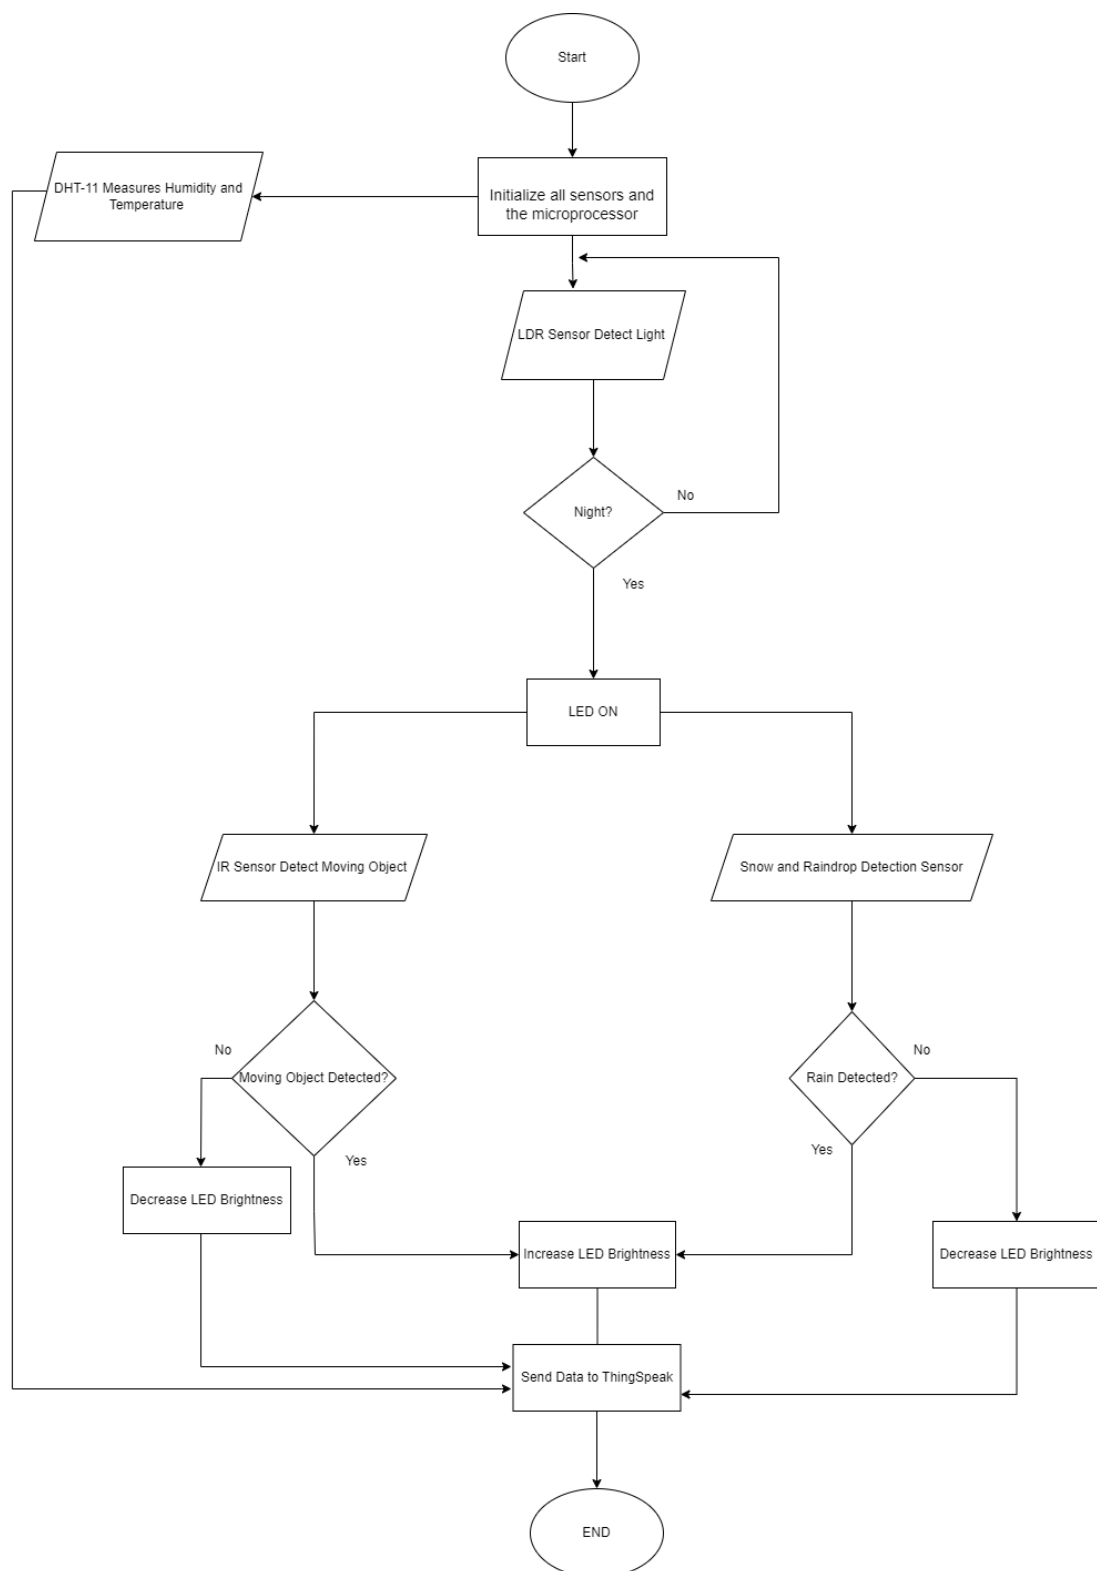 Start
DHT-11 Measures Humidity and
Temperature
Initialize all sensors and
the microprocessor
LDR Sensor Detect Light
No
Night?
Yes
LED ON
IR Sensor Detect Moving Object
Snow and Raindrop Detection Sensor
No
Moving Object Detected?
Yes
Rain Detected?
No
Yes
Decrease LED Brightness
Increase LED Brightness
Decrease LED Brightness
Send Data to ThingSpeak
END